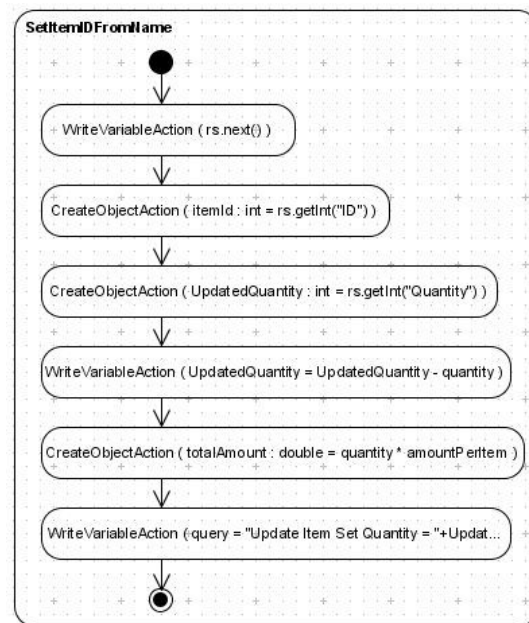 SetItemIDFromName
WriteVariableAction ( rs.next() )
CreateObjectAction ( itemId : int = rs.getInt("ID") )
CreateObjectAction ( UpdatedQuantity : int = rs.getInt("Quantity") )
WriteVariableAction ( UpdatedQuantity = UpdatedQuantity - quantity )
CreateObjectAction ( totalAmount : double = quantity * amountPerItem )
WriteVariableAction ( query = "Update Item Set Quantity = "+Updat...